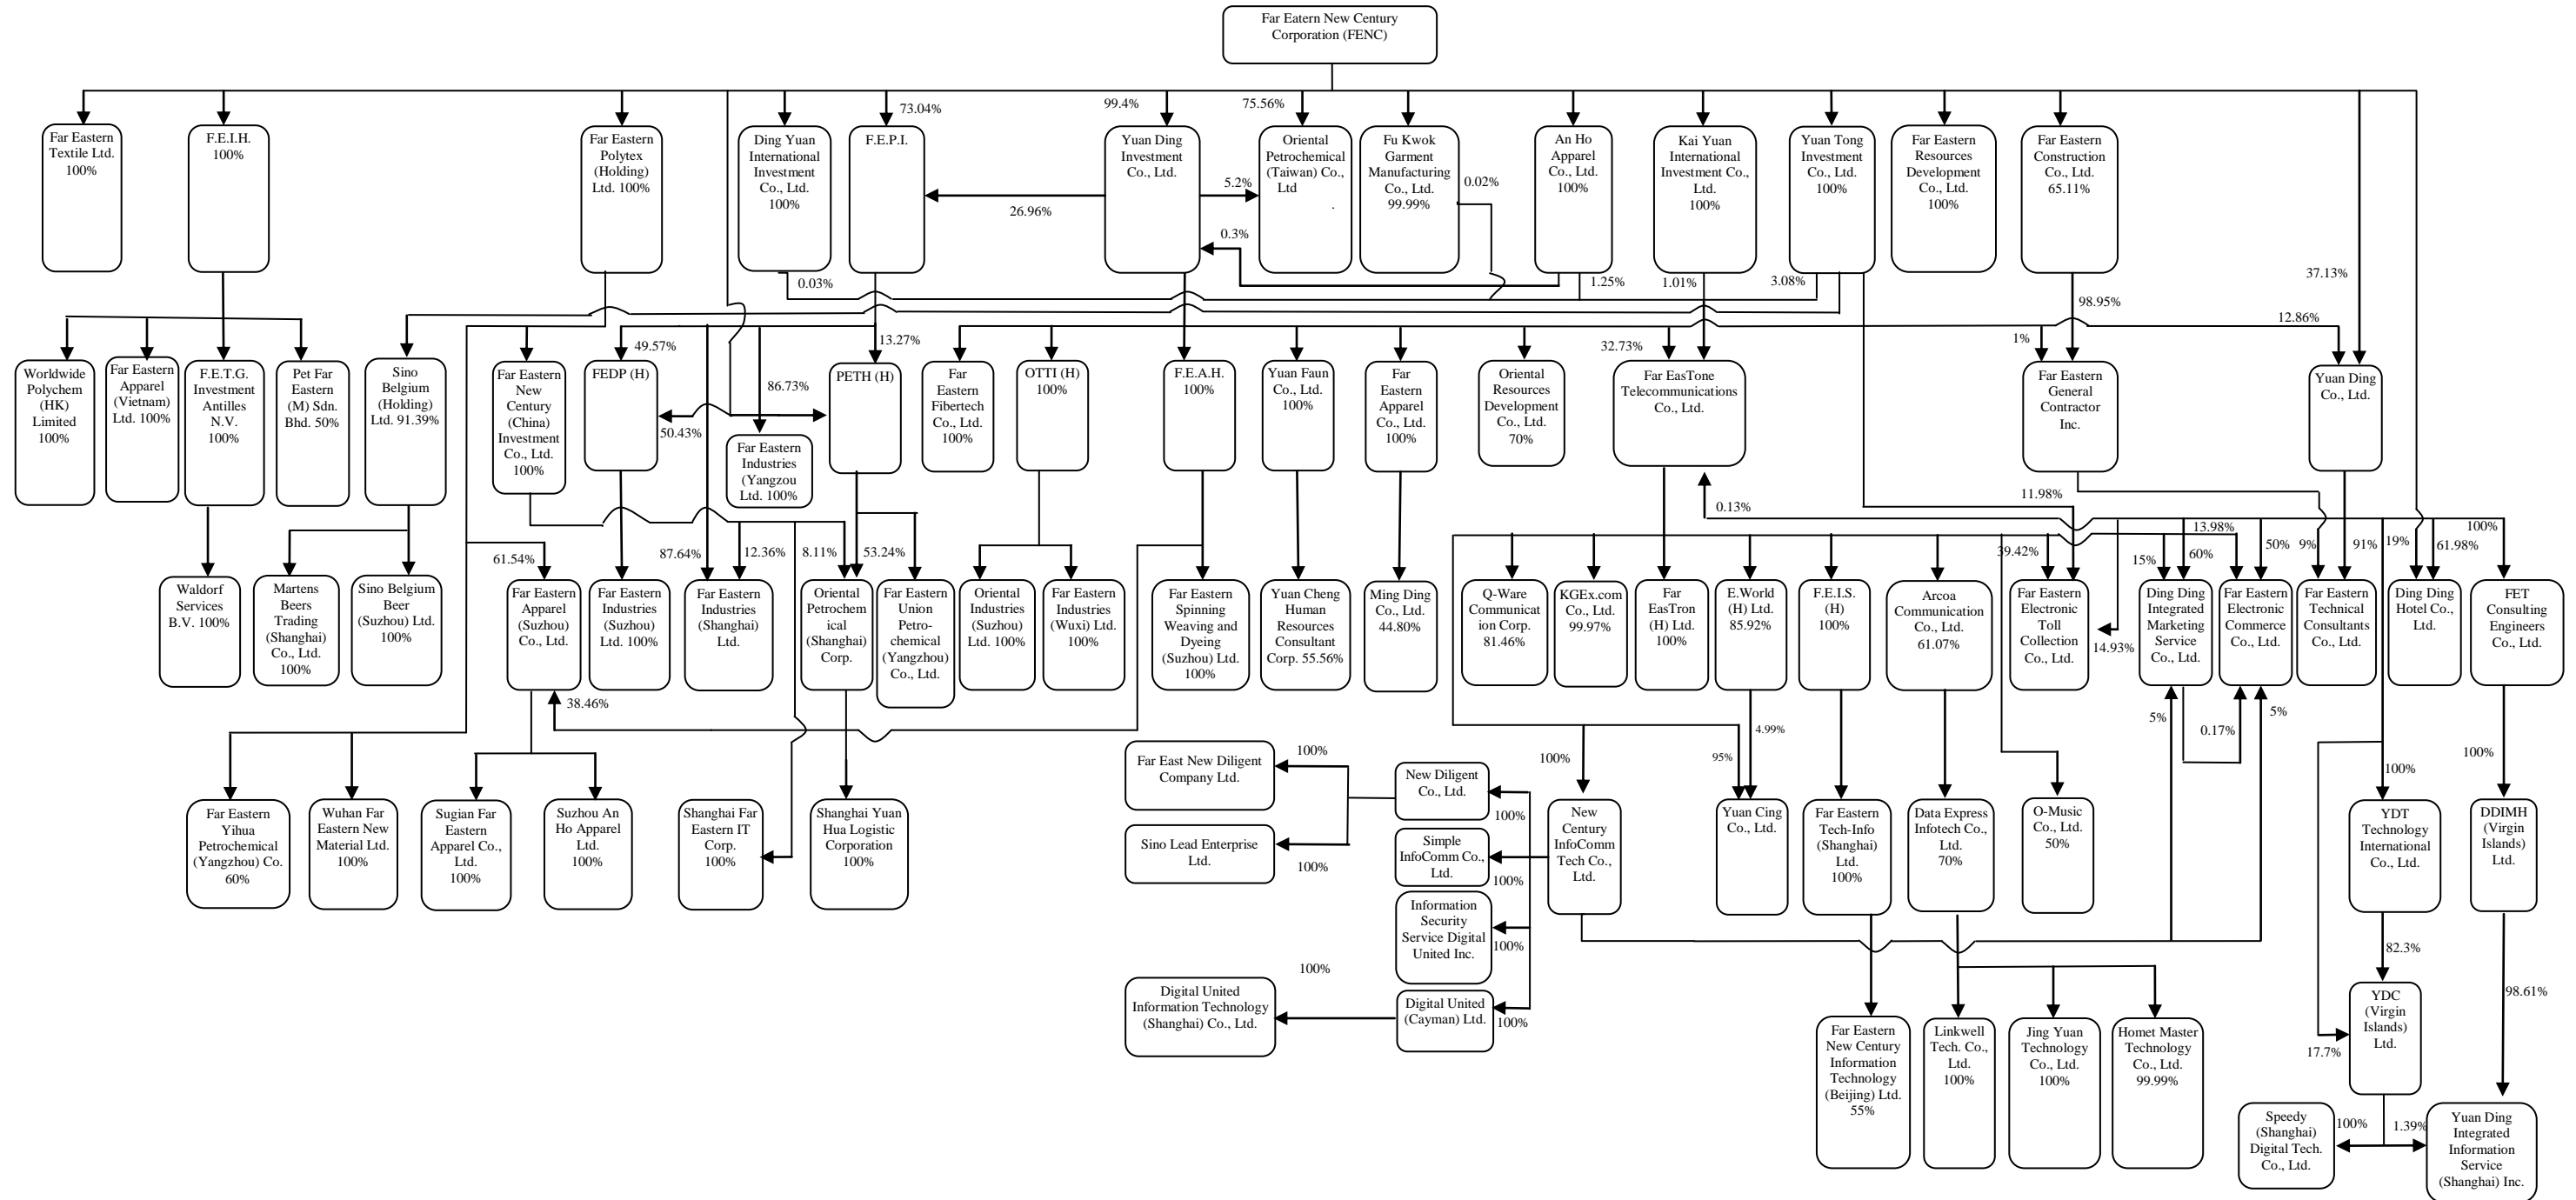 Far Eatern New Century
Corporation (FENC)
73.04%
99.4%
75.56%
Far Eastern
Textile Ltd.
100%
F.E.I.H.
100%
Far Eastern
Polytex
(Holding)
Ltd. 100%
Ding Yuan
International
Investment
Co., Ltd.
100%
F.E.P.I.
Yuan Ding
Investment
Co., Ltd.
Oriental
Petrochemical
(Taiwan) Co.,
Ltd
.
Fu Kwok
Garment
Manufacturing
Co., Ltd.
99.99%
An Ho
Apparel
Co., Ltd.
100%
Kai Yuan
International
Investment Co.,
Ltd.
100%
Yuan Tong
Investment
Co., Ltd.
100%
Far Eastern
Resources
Development
Co., Ltd.
100%
Far Eastern
Construction
Co., Ltd.
65.11%
26.96%
5.2%
0.02%
0.3%
0.03%
1.25%
1.01%
3.08%
37.13%
98.95%
12.86%
49.57%
13.27%
32.73%
1%
Worldwide
Polychem
(HK)
Limited
100%
Far Eastern
Apparel
(Vietnam)
Ltd. 100%
F.E.T.G.
Investment
Antilles
N.V.
100%
Pet Far
Eastern
(M) Sdn.
Bhd. 50%
Sino
Belgium
(Holding)
Ltd. 91.39%
Far Eastern
New
Century
(China)
Investment
Co., Ltd.
100%
FEDP (H)
86.73%
50.43%
Far Eastern
Industries
(Yangzou
Ltd. 100%
PETH (H)
Far
Eastern
Fibertech
Co., Ltd.
100%
OTTI (H)
100%
F.E.A.H.
100%
Yuan Faun
Co., Ltd.
100%
Far
Eastern
Apparel
Co., Ltd.
100%
Oriental
Resources
Development
Co., Ltd.
70%
Far EasTone
Telecommunications
Co., Ltd.
Far Eastern
General
Contractor
Inc.
Yuan Ding
Co., Ltd.
0.13%
11.98%
61.54%
87.64%
12.36%
8.11%
53.24%
39.42%
15%
13.98%
60%
50%
9%
91%
19%
61.98%
100%
Waldorf
Services
B.V. 100%
Martens
Beers
Trading
(Shanghai)
Co., Ltd.
100%
Sino Belgium
Beer
(Suzhou) Ltd.
100%
Far Eastern
Apparel
(Suzhou)
Co., Ltd.
Far Eastern
Industries
(Suzhou)
Ltd. 100%
Far Eastern
Industries
(Shanghai)
Ltd.
Oriental
Petrochem
ical
(Shanghai)
Corp.
Far Eastern
Union
Petro-
chemical
(Yangzhou)
Co., Ltd.
Oriental
Industries
(Suzhou)
Ltd. 100%
Far Eastern
Industries
(Wuxi) Ltd.
100%
Far Eastern
Spinning
Weaving and
Dyeing
(Suzhou) Ltd.
100%
Yuan Cheng
Human
Resources
Consultant
Corp. 55.56%
Ming Ding
Co., Ltd.
44.80%
Q-Ware
Communicat
ion Corp.
81.46%
KGEx.com
Co., Ltd.
99.97%
Far
EasTron
(H) Ltd.
100%
E.World
(H) Ltd.
85.92%
F.E.I.S.
(H)
100%
Arcoa
Communication
Co., Ltd.
61.07%
Far Eastern
Electronic
Toll
Collection
Co., Ltd.
14.93%
Ding Ding
Integrated
Marketing
Service
Co., Ltd.
Far Eastern
Electronic
Commerce
Co., Ltd.
Far Eastern
Technical
Consultants
Co., Ltd.
Ding Ding
Hotel Co.,
Ltd.
FET
Consulting
Engineers
Co., Ltd.
38.46%
5%
0.17%
5%
4.99%
95%
100%
100%
100%
Far Eastern
Yihua
Petrochemical
(Yangzhou) Co.
60%
Wuhan Far
Eastern New
Material Ltd.
100%
Sugian Far
Eastern
Apparel Co.,
Ltd.
100%
Suzhou An
Ho Apparel
Ltd.
100%
Shanghai Far
Eastern IT
Corp.
100%
Shanghai Yuan
Hua Logistic
Corporation
100%
Far East New Diligent
Company Ltd.
100%
Sino Lead Enterprise
Ltd.
100%
New Diligent
Co., Ltd.
100%
Simple
InfoComm Co.,
Ltd.
100%
Information
Security
Service Digital
United Inc.
100%
Digital United
Information Technology
(Shanghai) Co., Ltd.
100%
Digital United
(Cayman) Ltd.
100%
New
Century
InfoComm
Tech Co.,
Ltd.
Yuan Cing
Co., Ltd.
Far Eastern
Tech-Info
(Shanghai)
Ltd.
100%
Data Express
Infotech Co.,
Ltd.
70%
O-Music
Co., Ltd.
50%
YDT
Technology
International
Co., Ltd.
DDIMH
(Virgin
Islands)
Ltd.
82.3%
98.61%
17.7%
YDC
(Virgin
Islands)
Ltd.
Far Eastern
New Century
Information
Technology
(Beijing) Ltd.
55%
Linkwell
Tech. Co.,
Ltd.
100%
Jing Yuan
Technology
Co., Ltd.
100%
Homet Master
Technology
Co., Ltd.
99.99%
Speedy
(Shanghai)
Digital Tech.
Co., Ltd.
100%
1.39%
Yuan Ding
Integrated
Information
Service
(Shanghai) Inc.